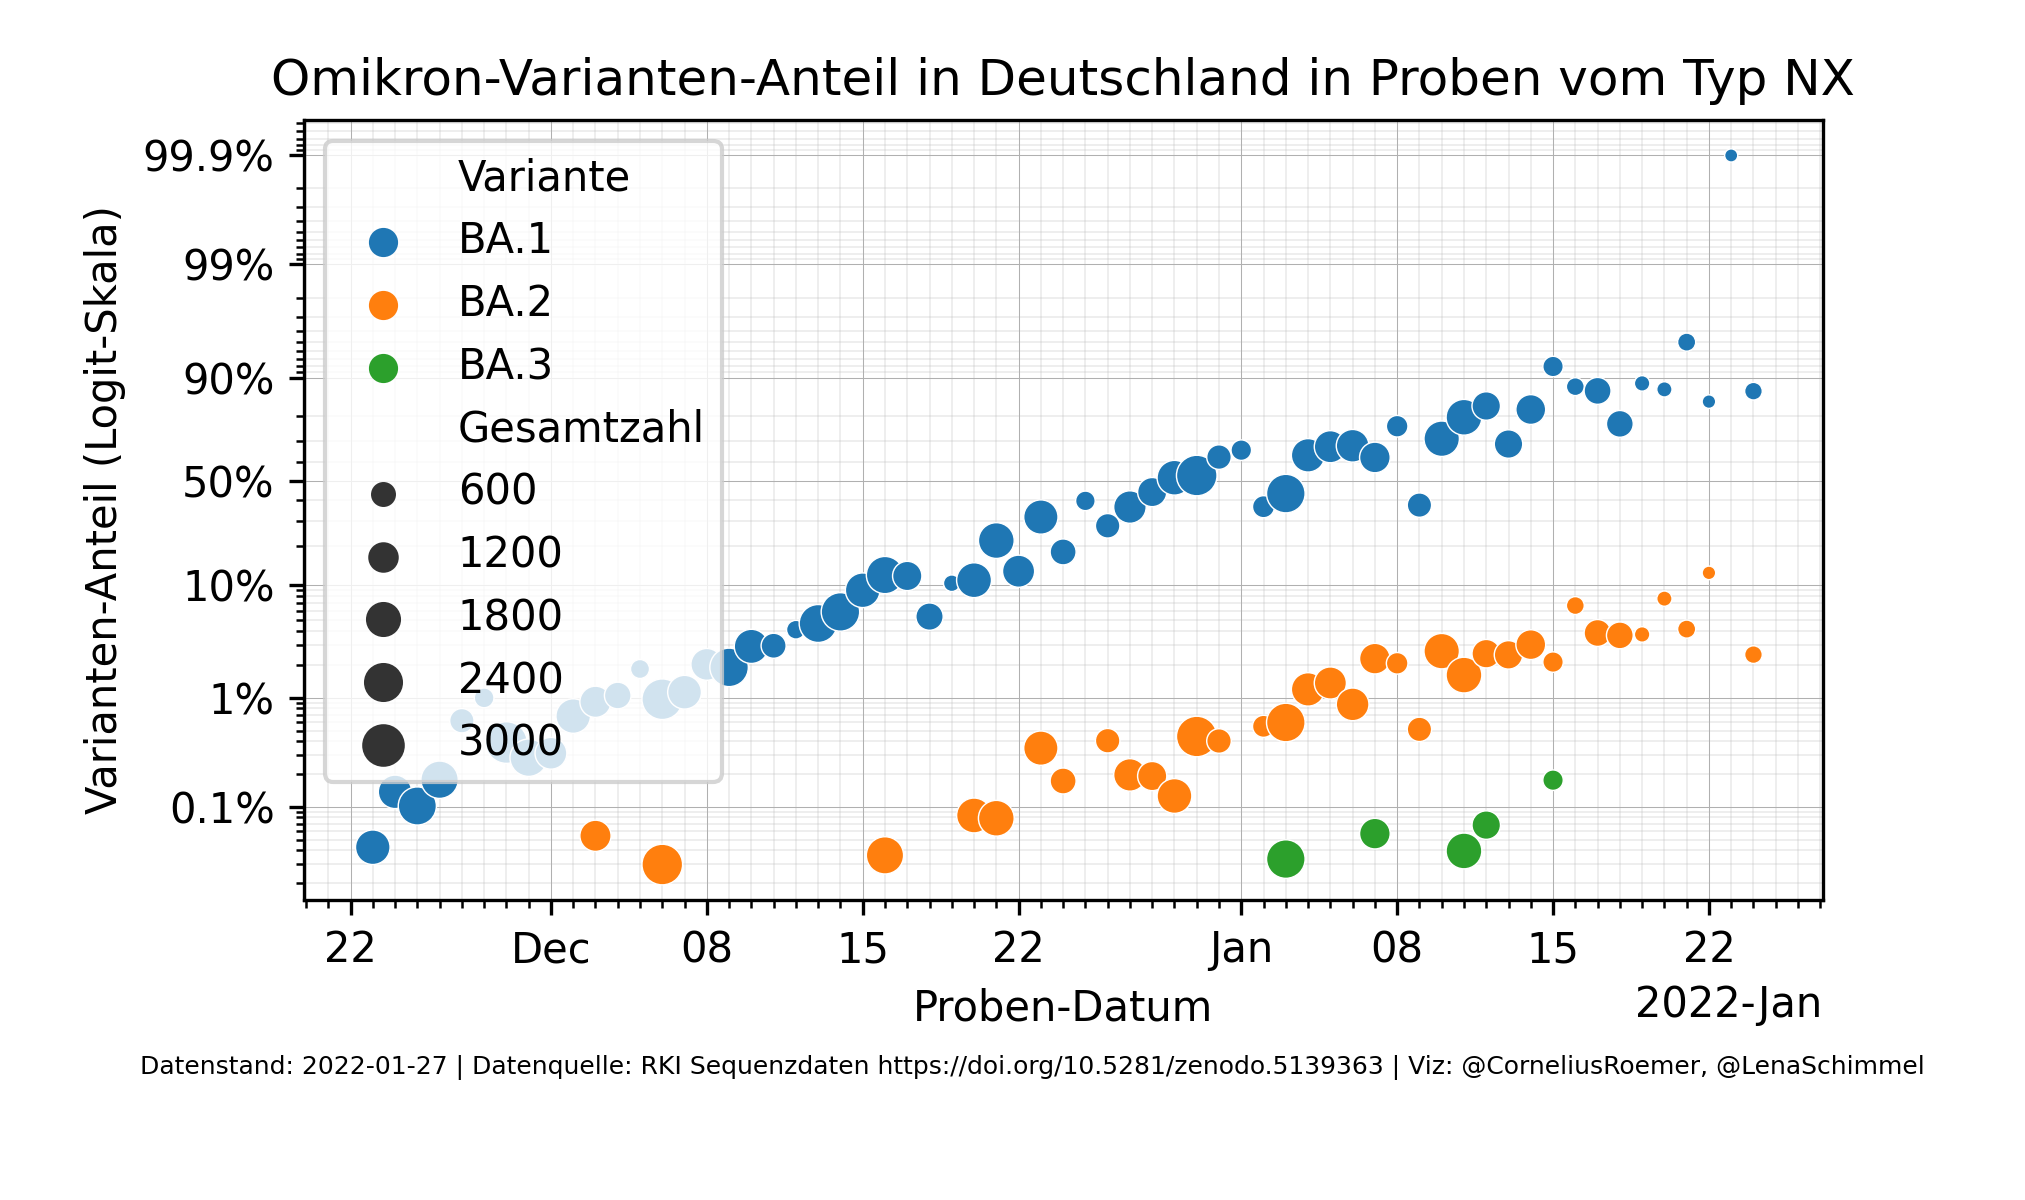 Omikron-Varianten-Anteil in Deutschland in Proben vom Typ NX
Varianten-Anteil (Logit-Skala)
99.9%
99%
90%
50%
10%
1%
0.1%
Variante
BA.1
BA.2
BA.3
Gesamtzahl
600
1200
1800
2400
3000
22 Dec 08 15 22 Jan 08 15 22
2022-Jan
Proben-Datum
Datenstand: 2022-01-27 | Datenquelle: RKI Sequenzdaten https://doi.org/10.5281/zenodo.5139363 | Viz: @CorneliusRoemer, @LenaSchimmel